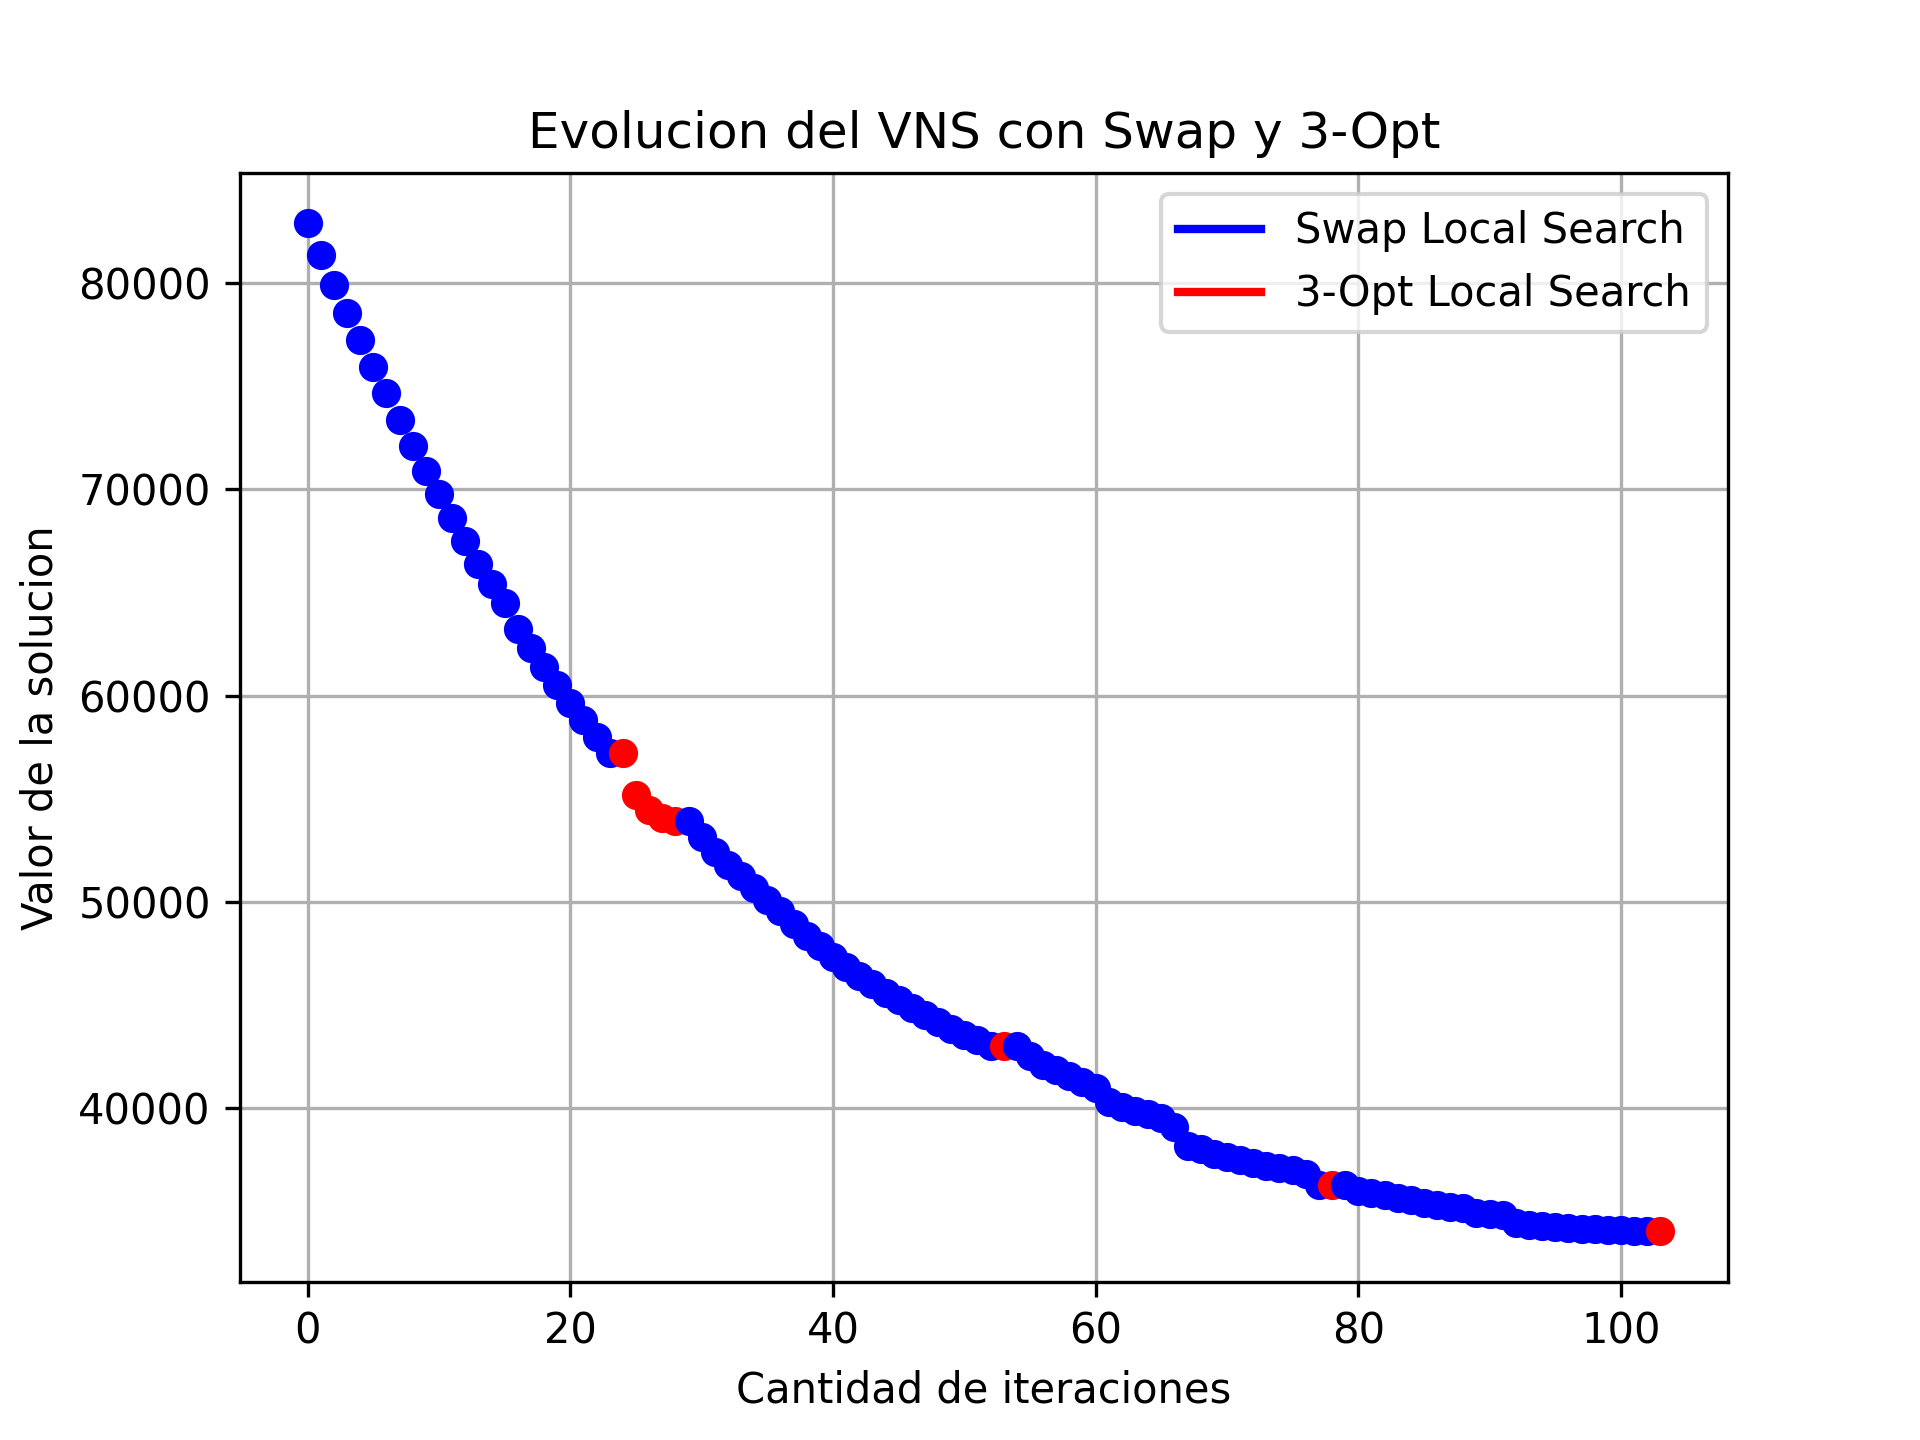 Evolucion del VNS con Swap y 3-Opt
Swap Local Search
3-Opt Local Search
Valor de la solucion
80000
70000
60000
50000
40000
0 20 40 60 80 100
Cantidad de iteraciones